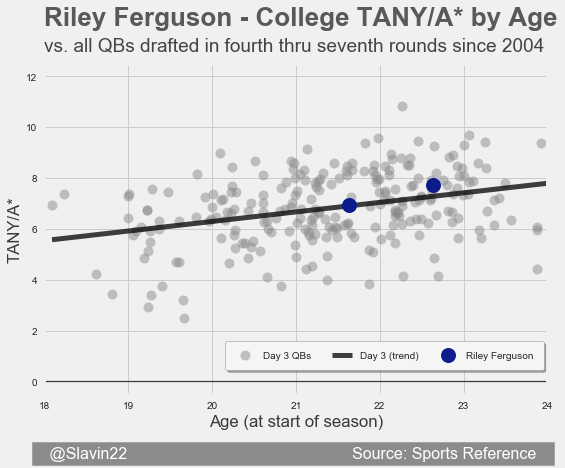 Riley Ferguson - College TANY/A* by Age
vs. all QBs drafted in fourth thru seventh rounds since 2004
12
10
8
6
4
2
0
TANY/A*
Day 3 QBs
Day 3 (trend)
Riley Ferguson
18
19
20
21
22
23
24
Age (at start of season)
@Slavin22
Source: Sports Reference